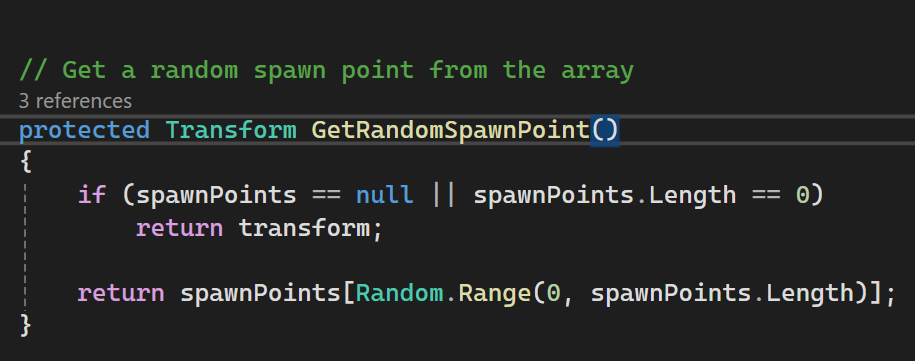 // Get a random spawn point from the array
3 references
protected Transform GetRandomSpawnPoint()
{
    if (spawnPoints == null || spawnPoints.Length == 0)
        return transform;

    return spawnPoints[Random.Range(0, spawnPoints.Length)];
}